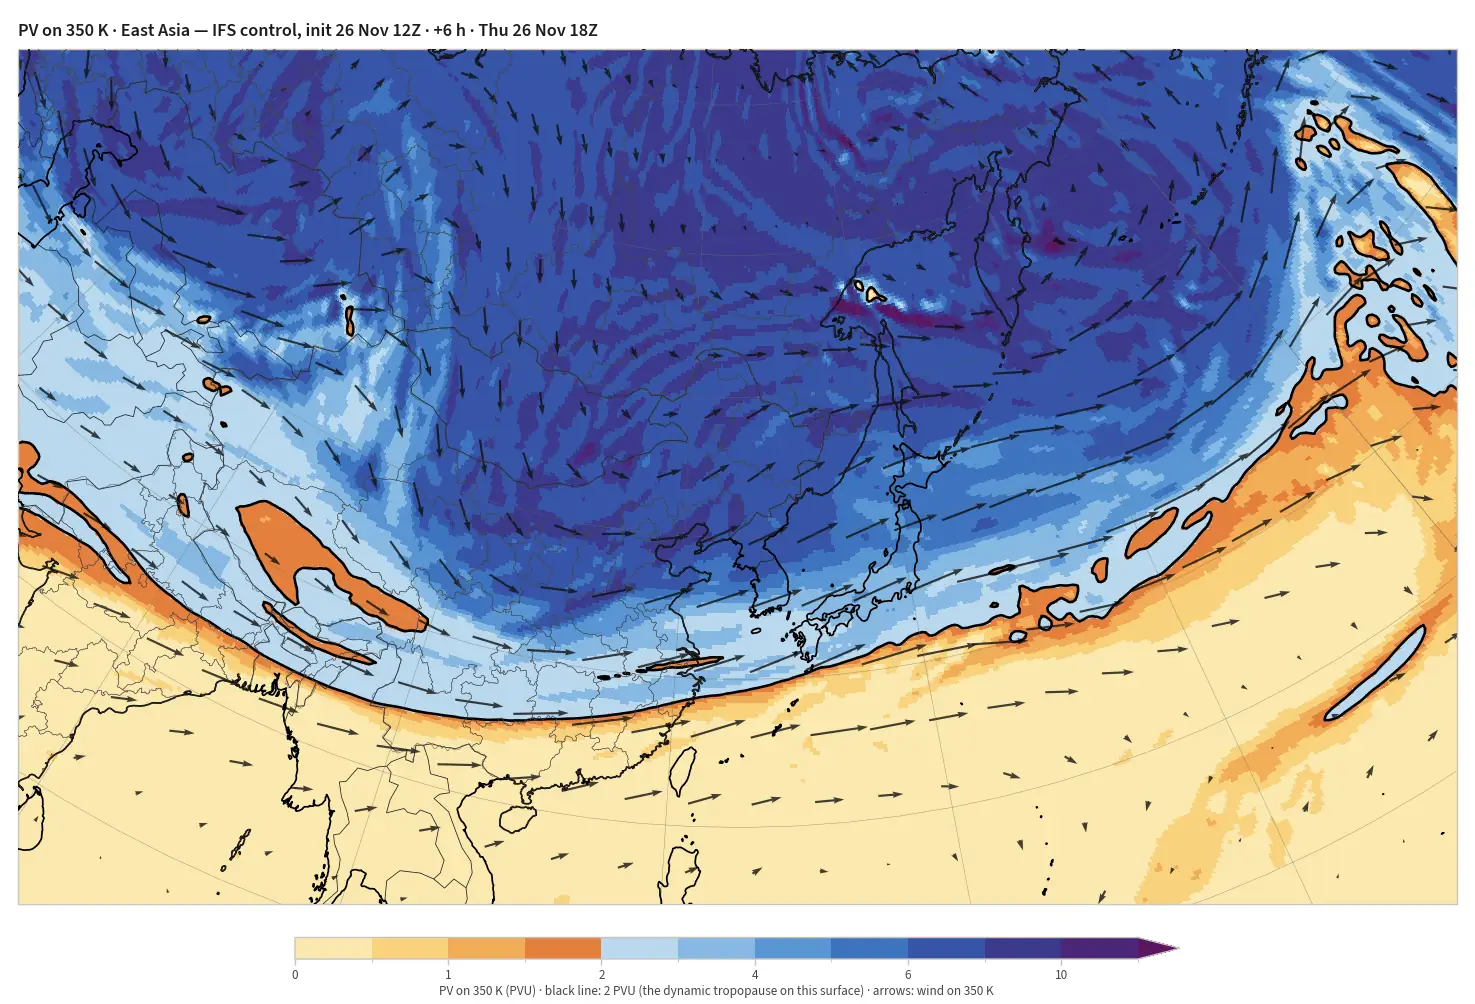 PV on 350 K · East Asia — IFS control, init 26 Nov 12Z · +6 h · Thu 26 Nov 18Z
0 1 2 4 6 10
PV on 350 K (PVU) · black line: 2 PVU (the dynamic tropopause on this surface) · arrows: wind on 350 K